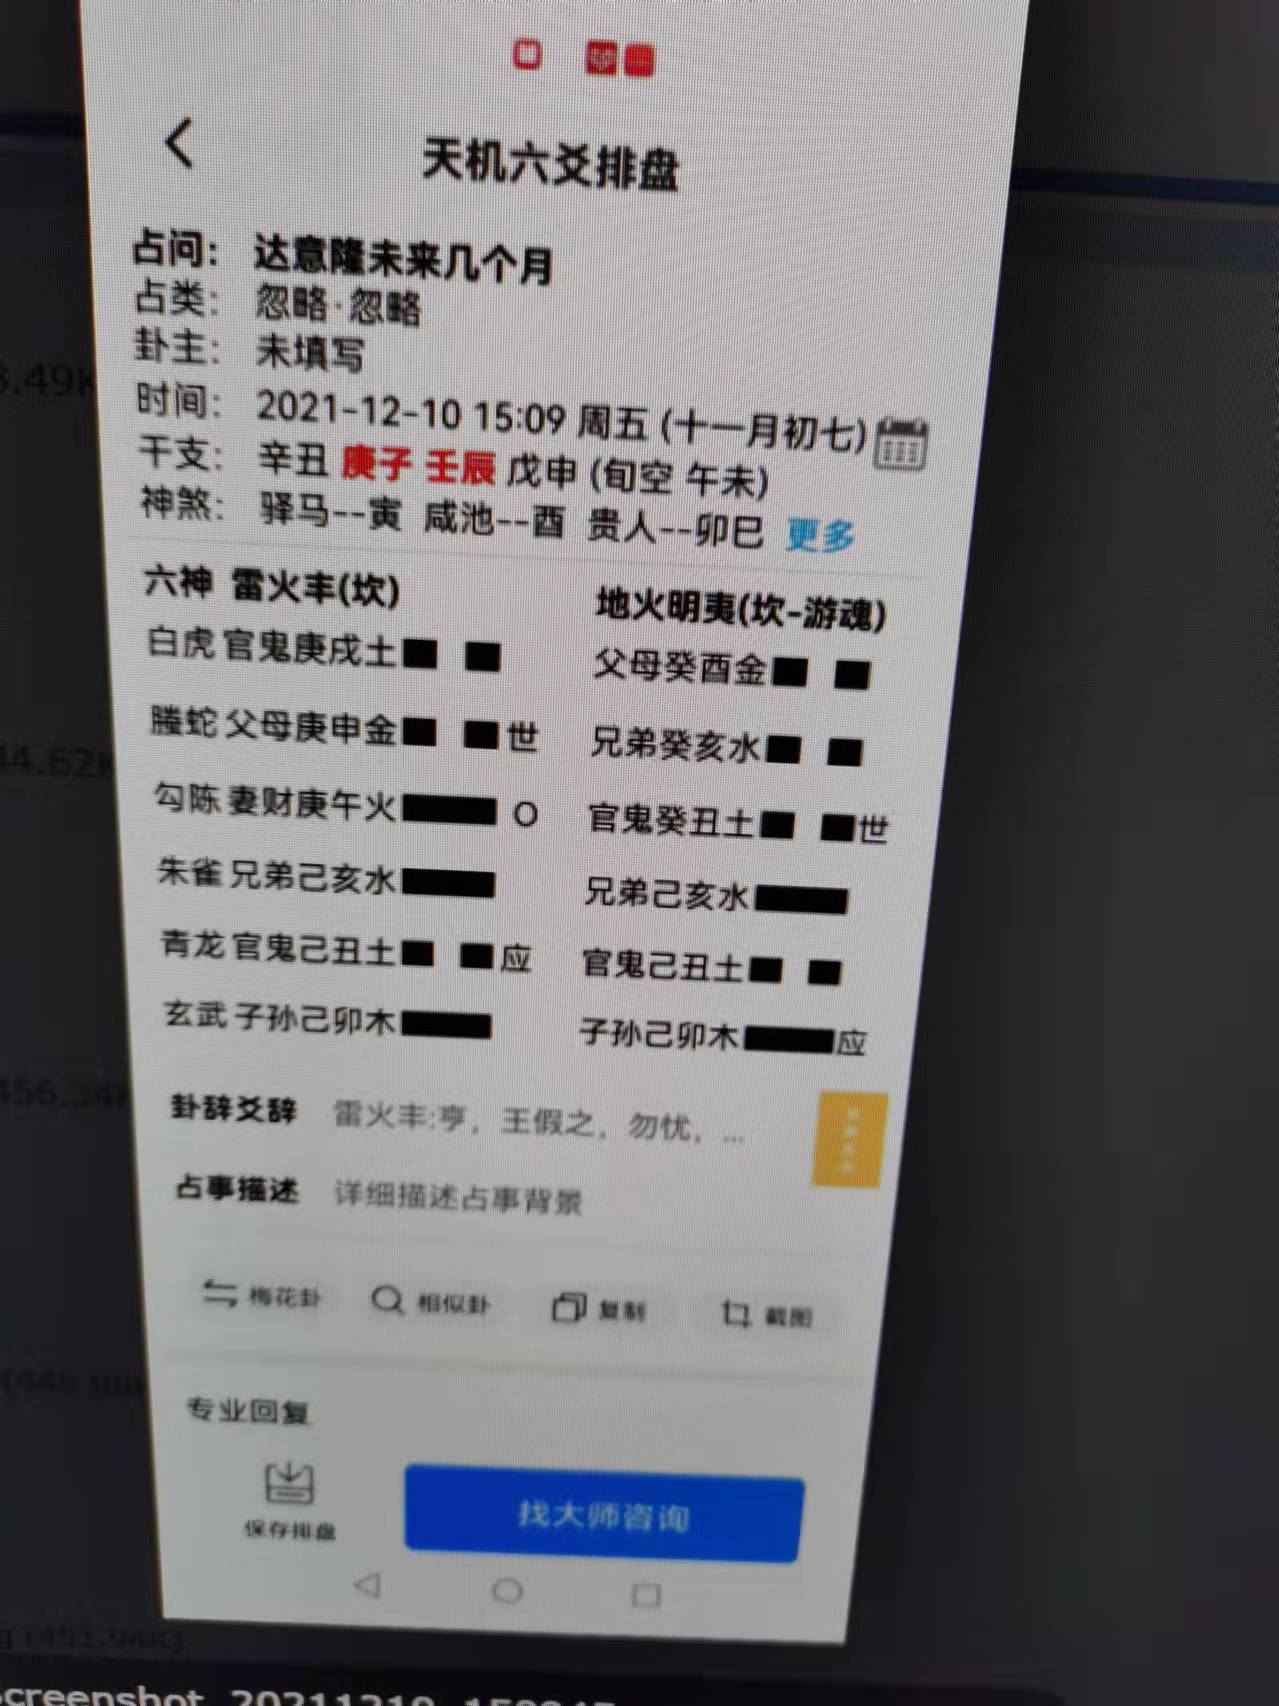 天机六爻排盘
占问： 达意隆未来几个月
占类： 忽略·忽略
卦主： 未填写
时间： 2021-12-10 15:09 周五 (十一月初七)
干支： 辛丑 庚子 壬辰 戊申 (旬空 午未)
神煞： 驿马--寅 咸池--酉 贵人--卯巳 更多
六神 雷火丰(坎) 地火明夷(坎-游魂)
白虎 官鬼庚戌土 父母癸酉金
螣蛇 父母庚申金 世 兄弟癸亥水
勾陈 妻财庚午火 O 官鬼癸丑土 世
朱雀 兄弟己亥水 兄弟己亥水
青龙 官鬼己丑土 应 官鬼己丑土
玄武 子孙己卯木 子孙己卯木 应
卦辞爻辞 雷火丰:亨，王假之，勿忧，...
占事描述 详细描述占事背景
梅花卦 相似卦 复制 截图
专业回复
保存排盘 找大师咨询
44.62K
(451.94K)